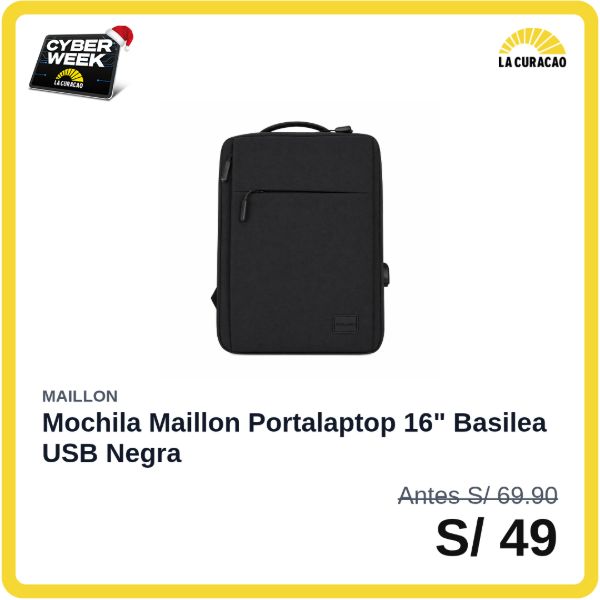 CYBER
WEEK
LA CURACAO
LA CURACAO
MAILLON
Mochila Maillon Portalaptop 16" Basilea
USB Negra
Antes S/ 69.90
S/ 49